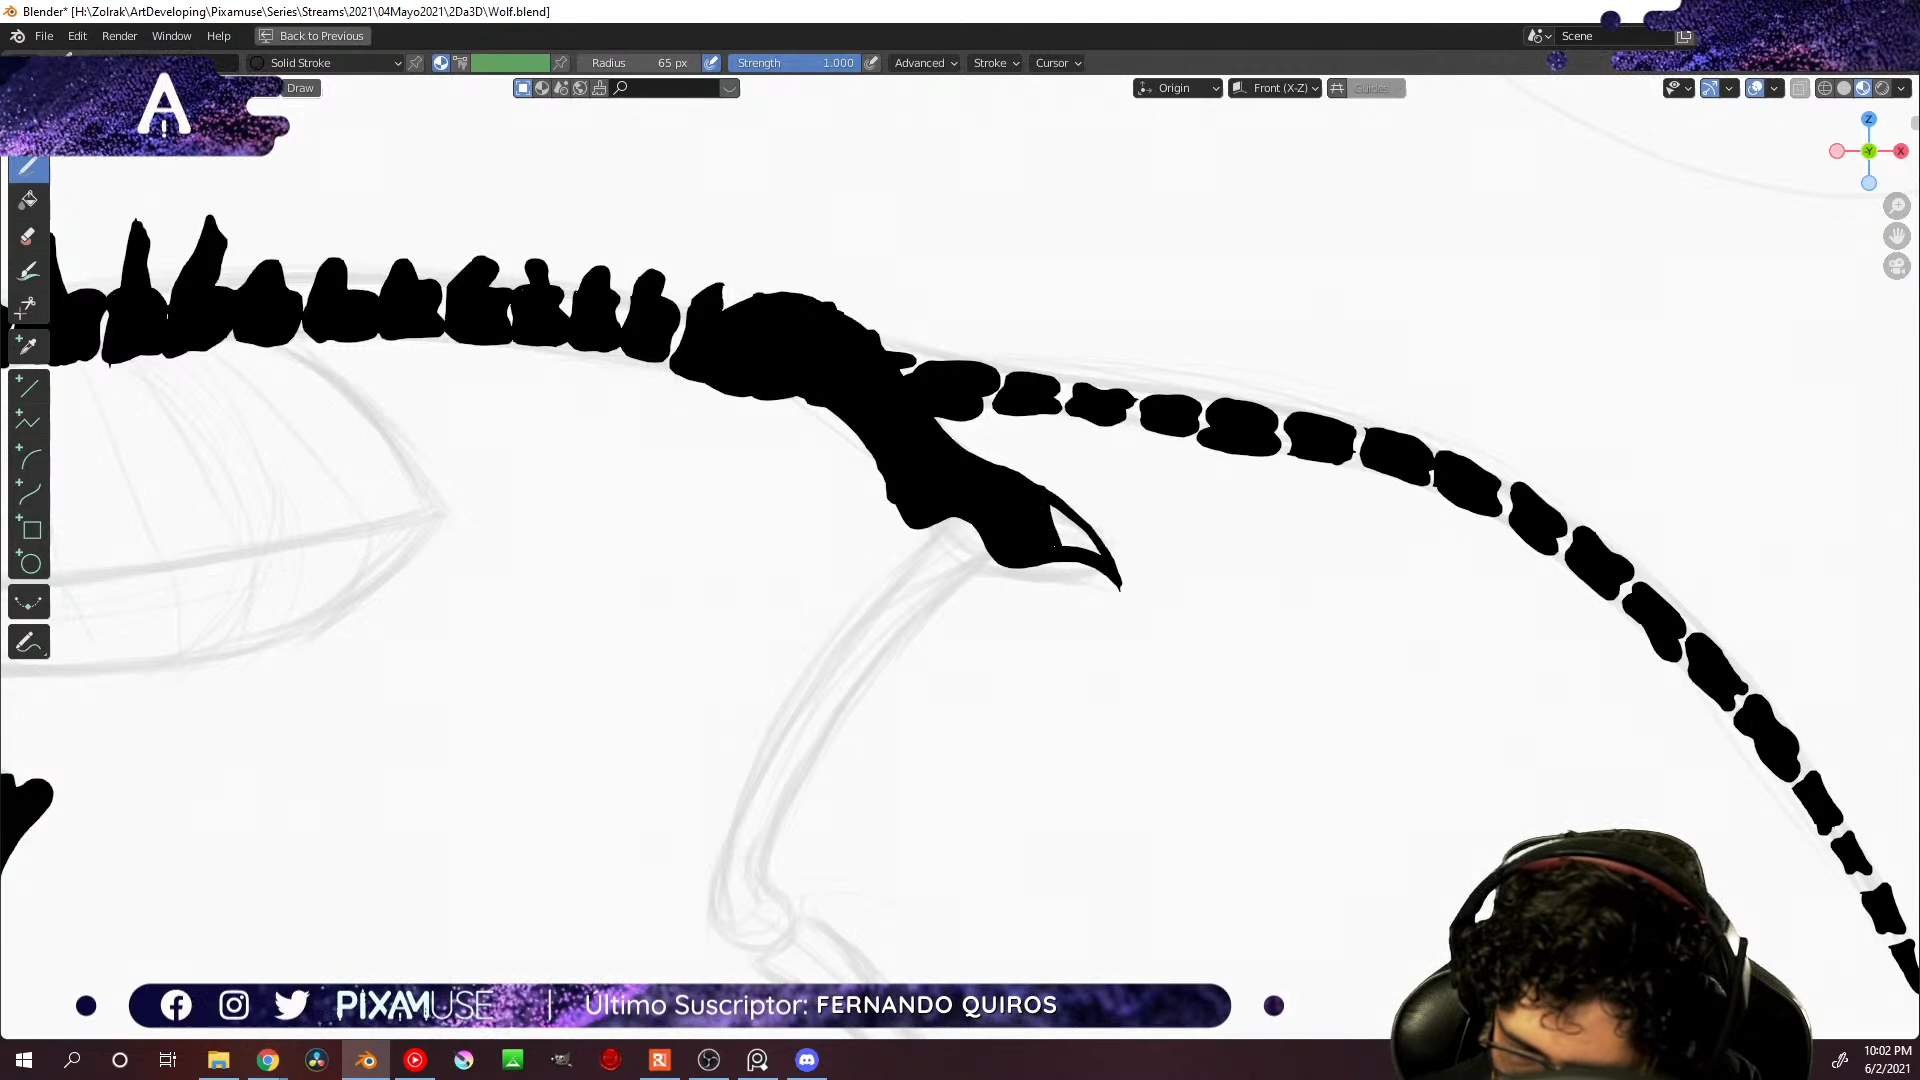 Blender* [H:\Zolrak\ArtDeveloping\Pixamuse\Series\Streams\2021\04Mayo2021\2Da3D\Wolf.blend]
File Edit Render Window Help Back to Previous Scene
Solid Stroke Radius 65 px Strength 1.000 Advanced Stroke Cursor
Draw Origin Front (X-Z) Guides
A
Z
Y X
PIXAMUSE | Último Suscriptor: FERNANDO QUIROS
10:02 PM
6/2/2021